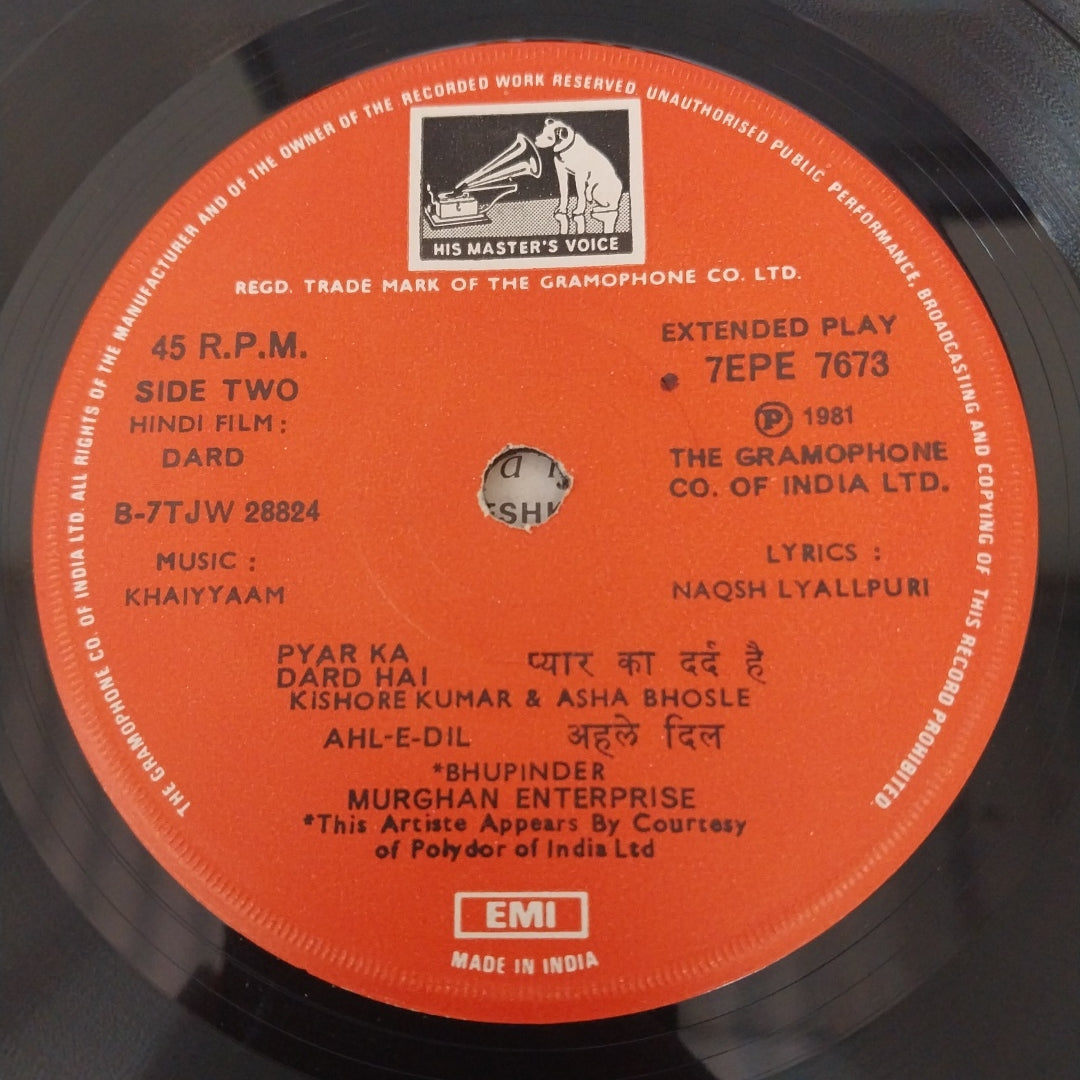 THE GRAMOPHONE CO. OF INDIA LTD. ALL RIGHTS OF THE MANUFACTURER AND OF THE OWNER OF THE RECORDED WORK RESERVED. UNAUTHORISED PUBLIC PERFORMANCE, BROADCASTING AND COPYING OF THIS RECORD PROHIBITED.
HIS MASTER'S VOICE
REGD. TRADE MARK OF THE GRAMOPHONE CO. LTD.
45 R.P.M.
SIDE TWO
HINDI FILM :
DARD
B-7TJW 28824
MUSIC :
KHAIYYAAM
EXTENDED PLAY
7EPE 7673
Ⓟ 1981
THE GRAMOPHONE
CO. OF INDIA LTD.
LYRICS :
NAQSH LYALLPURI
PYAR KA
DARD HAI प्यार का दर्द है
KISHORE KUMAR & ASHA BHOSLE
AHL-E-DIL अहले दिल
*BHUPINDER
MURGHAN ENTERPRISE
*This Artiste Appears By Courtesy
of Polydor of India Ltd
EMI
MADE IN INDIA